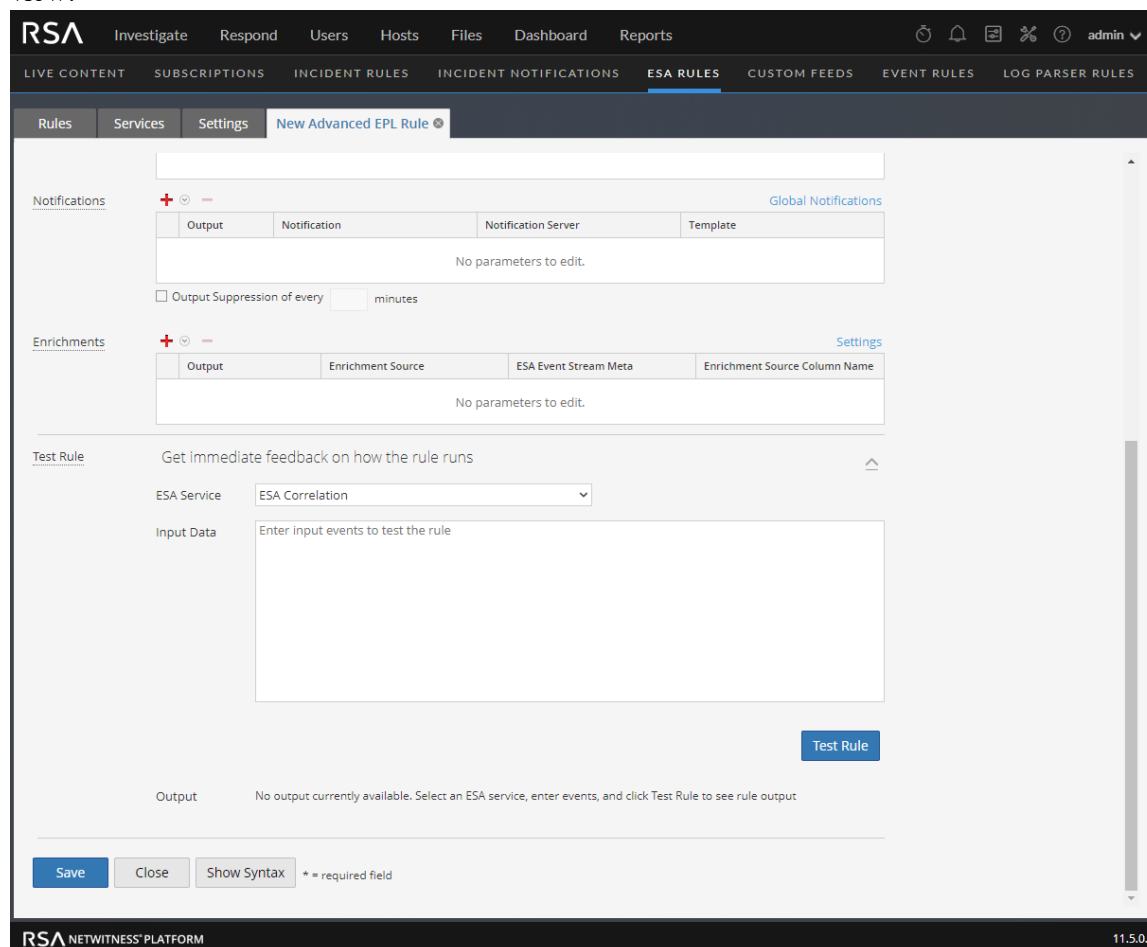 RSA Investigate Respond Users Hosts Files Dashboard Reports admin
LIVE CONTENT SUBSCRIPTIONS INCIDENT RULES INCIDENT NOTIFICATIONS ESA RULES CUSTOM FEEDS EVENT RULES LOG PARSER RULES
Rules Services Settings New Advanced EPL Rule
Notifications Global Notifications
Output Notification Notification Server Template
No parameters to edit.
Output Suppression of every minutes
Enrichments Settings
Output Enrichment Source ESA Event Stream Meta Enrichment Source Column Name
No parameters to edit.
Test Rule Get immediate feedback on how the rule runs
ESA Service ESA Correlation
Input Data Enter input events to test the rule
Test Rule
Output No output currently available. Select an ESA service, enter events, and click Test Rule to see rule output
Save Close Show Syntax * = required field
RSA NETWITNESS® PLATFORM 11.5.0.